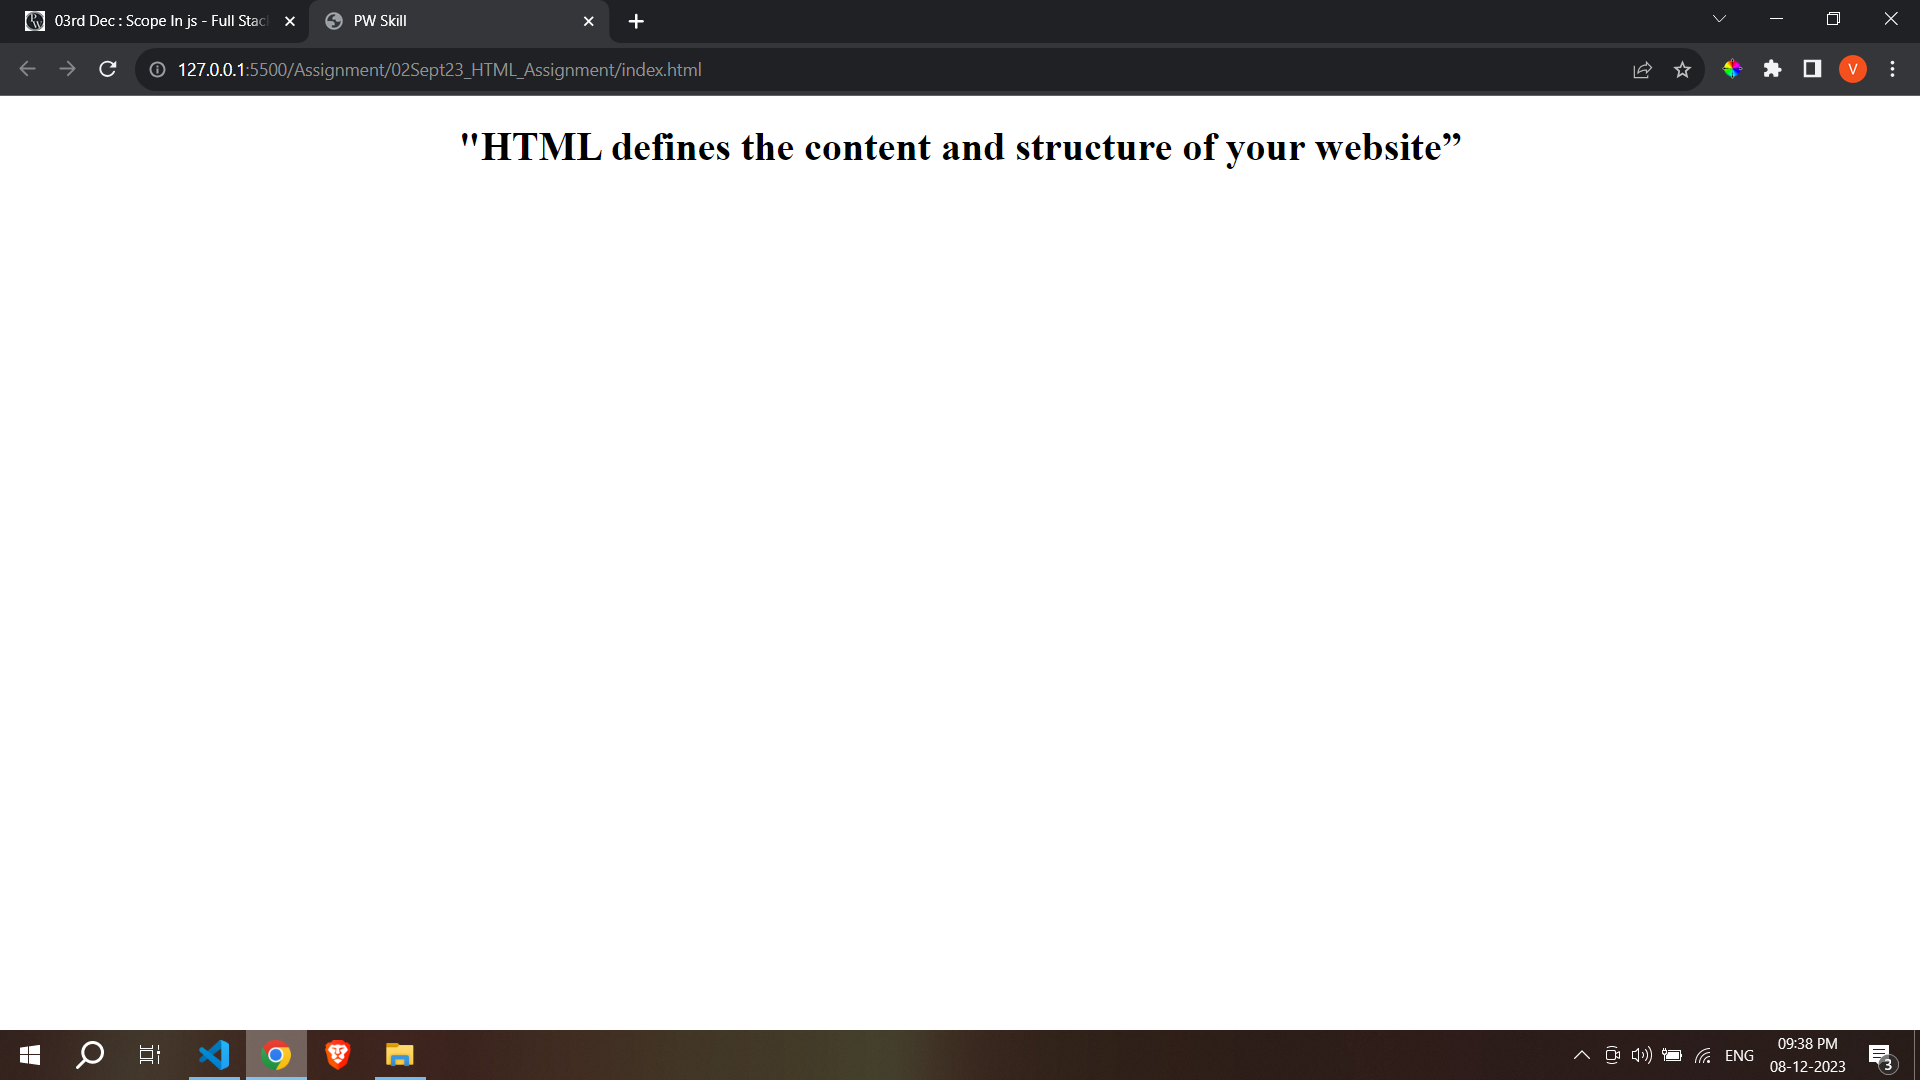 03rd Dec : Scope In js - Full Stac
PW Skill
127.0.0.1:5500/Assignment/02Sept23_HTML_Assignment/index.html
V
"HTML defines the content and structure of your website”
ENG
09:38 PM
08-12-2023
3